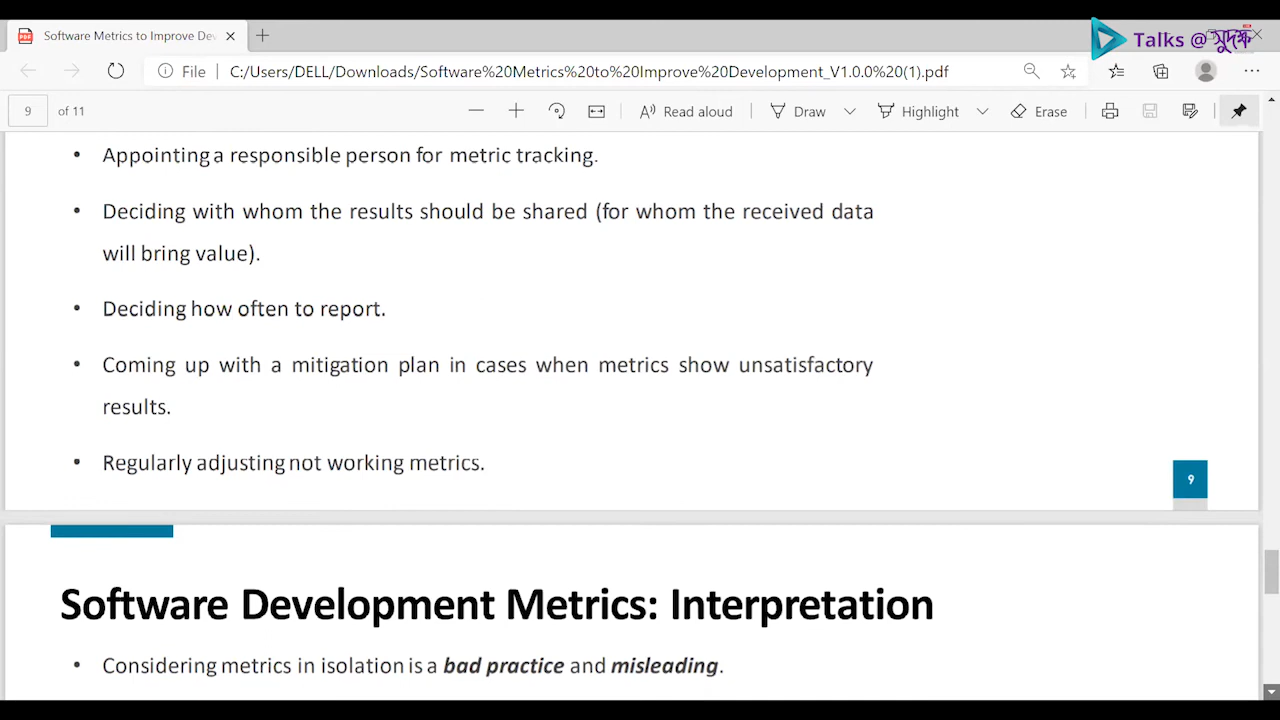 Software Metrics to Improve Dev
Talks @ সুদক্ষ
File
C:/Users/DELL/Downloads/Software%20Metrics%20to%20Improve%20Development_V1.0.0%20(1).pdf
9 of 11
Read aloud
Draw
Highlight
Erase
• Appointing a responsible person for metric tracking.
• Deciding with whom the results should be shared (for whom the received data
will bring value).
• Deciding how often to report.
• Coming up with a mitigation plan in cases when metrics show unsatisfactory
results.
• Regularly adjusting not working metrics.
9
Software Development Metrics: Interpretation
• Considering metrics in isolation is a bad practice and misleading.